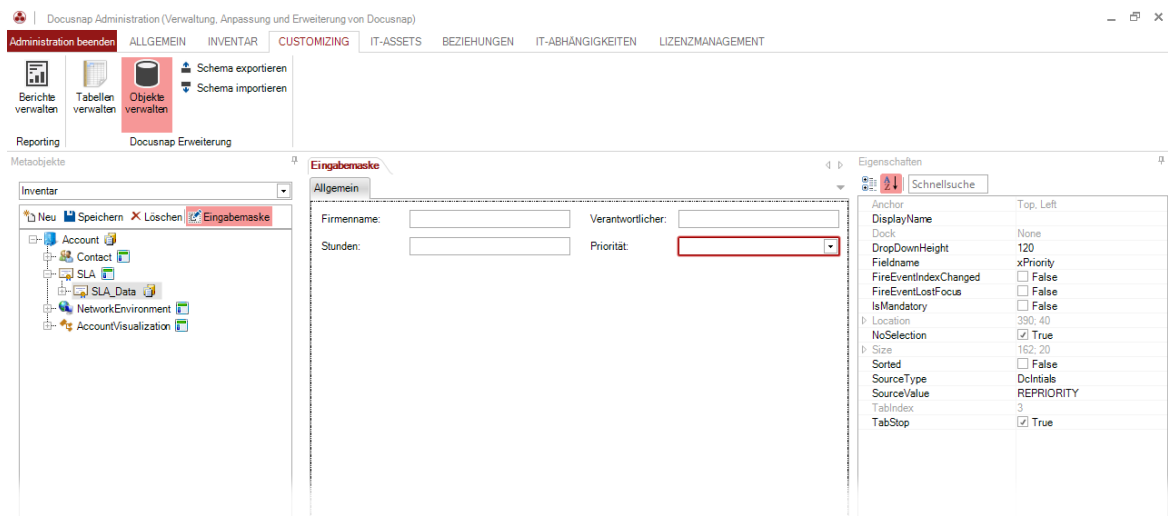 Docusnap Administration (Verwaltung, Anpassung und Erweiterung von Docusnap)
Administration beenden ALLGEMEIN INVENTAR CUSTOMIZING IT-ASSETS BEZIEHUNGEN IT-ABHÄNGIGKEITEN LIZENZMANAGEMENT
Berichte verwalten
Tabellen verwalten
Objekte verwalten
Schema exportieren
Schema importieren
Reporting
Docusnap Erweiterung
Metaobjekte
Inventar
Neu Speichern Löschen Eingabemaske
Account
Contact
SLA
SLA_Data
NetworkEnvironment
AccountVisualization
Eingabemaske
Allgemein
Firmenname: Verantwortlicher:
Stunden: Priorität:
Eigenschaften
Schnellsuche
Anchor Top, Left
DisplayName
Dock None
DropDownHeight 120
Fieldname xPriority
FireEventIndexChanged False
FireEventLostFocus False
IsMandatory False
Location 390; 40
NoSelection True
Size 162; 20
Sorted False
SourceType DcIntials
SourceValue REPRIORITY
TabIndex 3
TabStop True